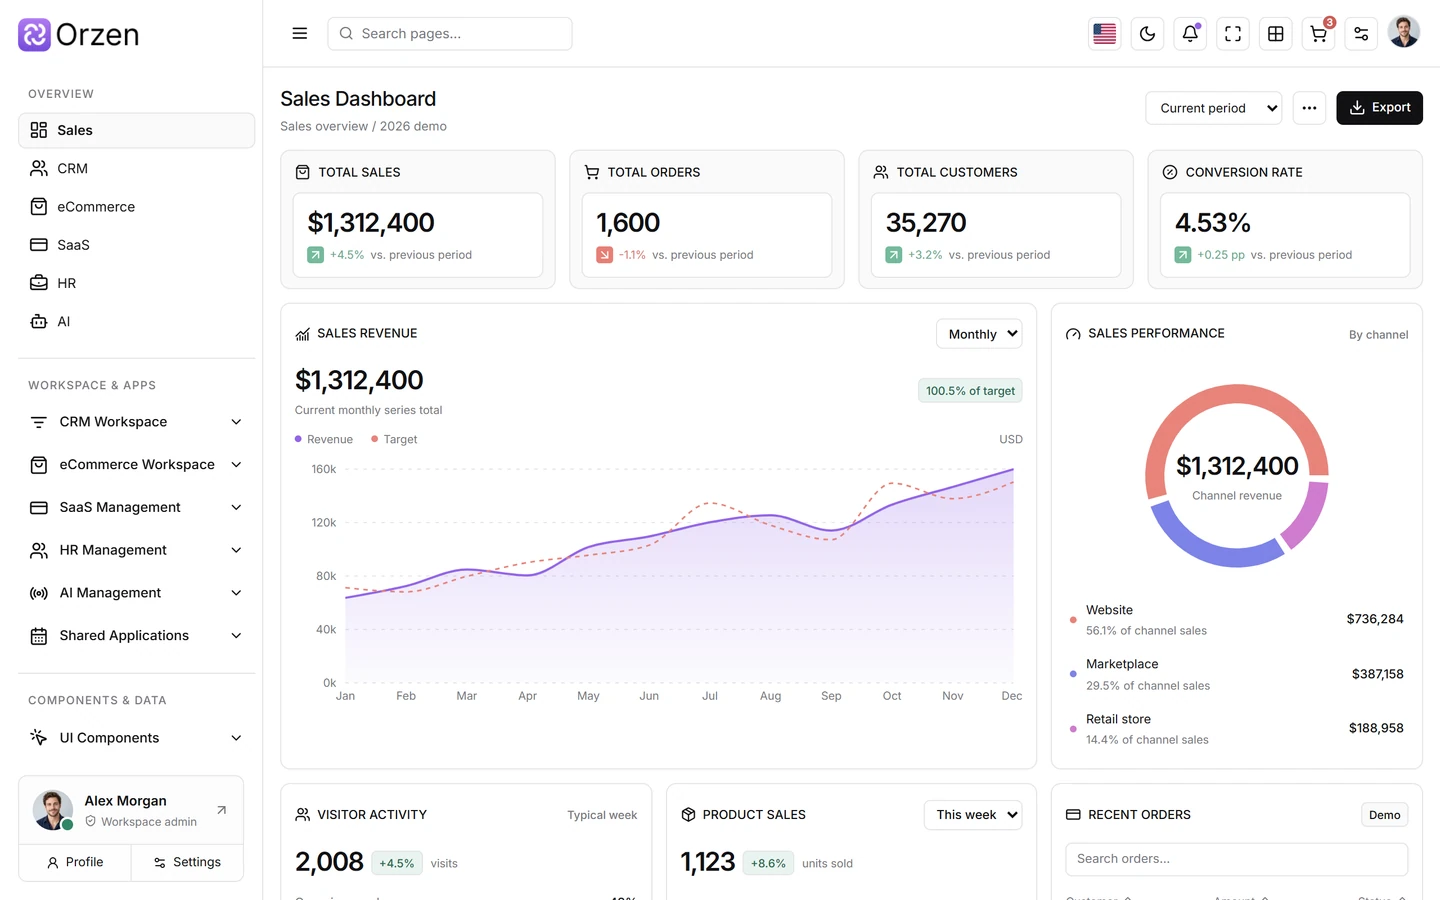 Orzen
Search pages...
3
OVERVIEW
Sales
CRM
eCommerce
SaaS
HR
AI
WORKSPACE & APPS
CRM Workspace
eCommerce Workspace
SaaS Management
HR Management
AI Management
Shared Applications
COMPONENTS & DATA
UI Components
Alex Morgan
Workspace admin
Profile
Settings
Sales Dashboard
Sales overview / 2026 demo
Current period
Export
TOTAL SALES
$1,312,400
+4.5% vs. previous period
TOTAL ORDERS
1,600
-1.1% vs. previous period
TOTAL CUSTOMERS
35,270
+3.2% vs. previous period
CONVERSION RATE
4.53%
+0.25 pp vs. previous period
SALES REVENUE
Monthly
$1,312,400
100.5% of target
Current monthly series total
Revenue Target
USD
160k
120k
80k
40k
0k
Jan Feb Mar Apr May Jun Jul Aug Sep Oct Nov Dec
SALES PERFORMANCE
By channel
$1,312,400
Channel revenue
Website
$736,284
56.1% of channel sales
Marketplace
$387,158
29.5% of channel sales
Retail store
$188,958
14.4% of channel sales
VISITOR ACTIVITY
Typical week
2,008 +4.5% visits
PRODUCT SALES
This week
1,123 +8.6% units sold
RECENT ORDERS
Demo
Search orders...